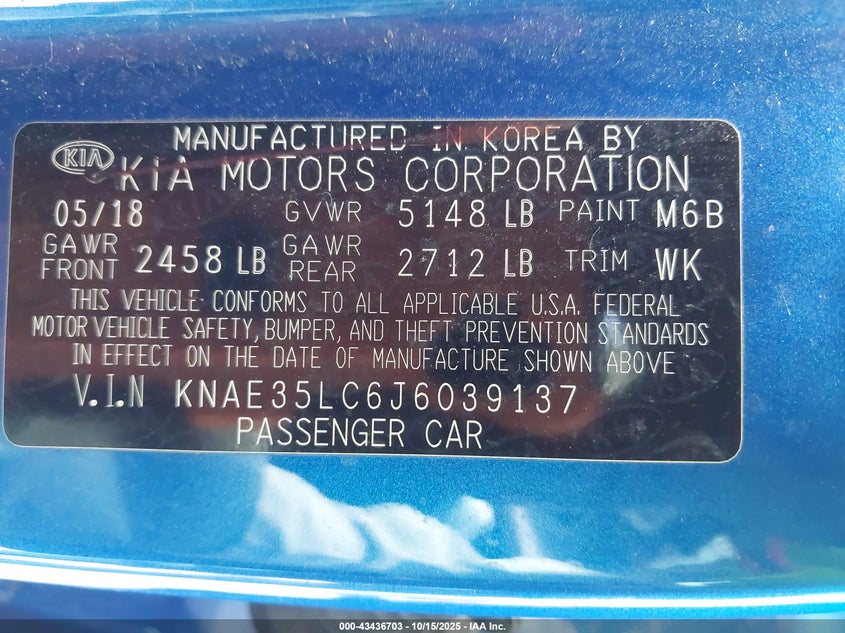 MANUFACTURED IN KOREA BY
KIA KIA MOTORS CORPORATION
05/18 GVWR 5148 LB PAINT M6B
GAWR FRONT 2458 LB GAWR REAR 2712 LB TRIM WK
THIS VEHICLE CONFORMS TO ALL APPLICABLE U.S.A. FEDERAL
MOTOR VEHICLE SAFETY, BUMPER, AND THEFT PREVENTION STANDARDS
IN EFFECT ON THE DATE OF MANUFACTURE SHOWN ABOVE
V.I.N KNAE35LC6J6039137
PASSENGER CAR
000-43436703 - 10/15/2025 - IAA Inc.